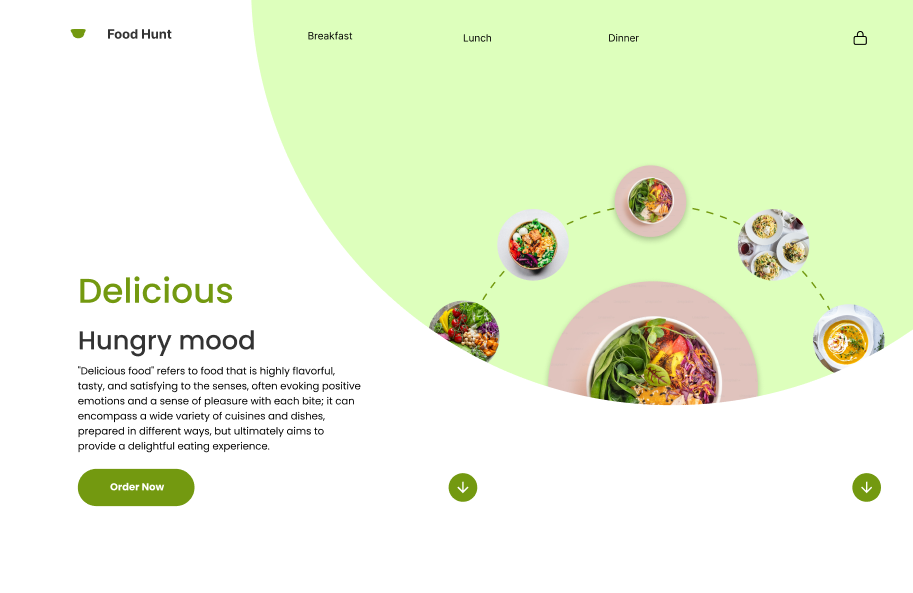 Food Hunt
Breakfast
Lunch
Dinner
Delicious
Hungry mood
"Delicious food" refers to food that is highly flavorful,
tasty, and satisfying to the senses, often evoking positive
emotions and a sense of pleasure with each bite; it can
encompass a wide variety of cuisines and dishes,
prepared in different ways, but ultimately aims to
provide a delightful eating experience.
Order Now